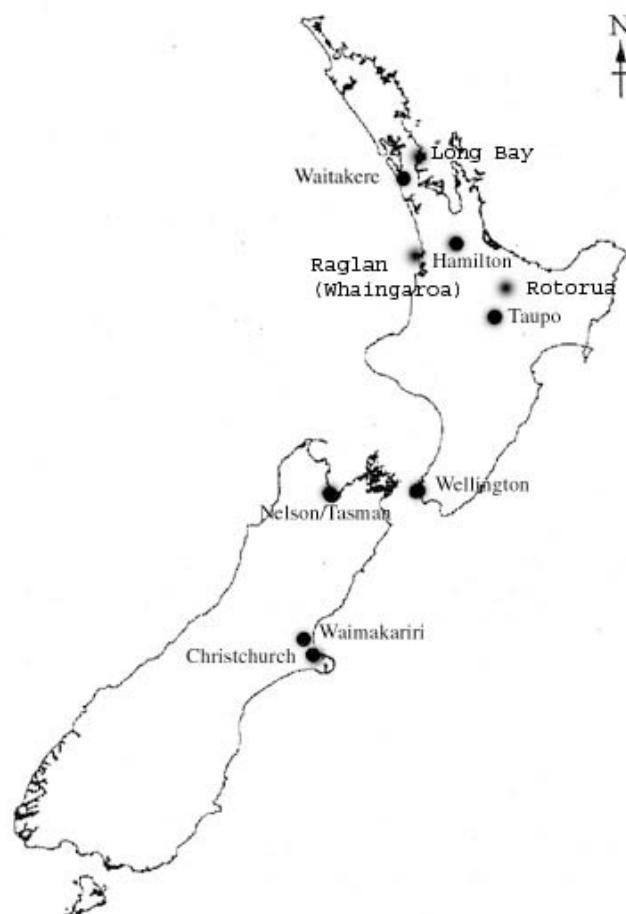 N
Long Bay
Waitakere
Raglan
(Whaingaroa)
Hamilton
Rotorua
Taupo
Wellington
Nelson/Tasman
Waimakariri
Christchurch